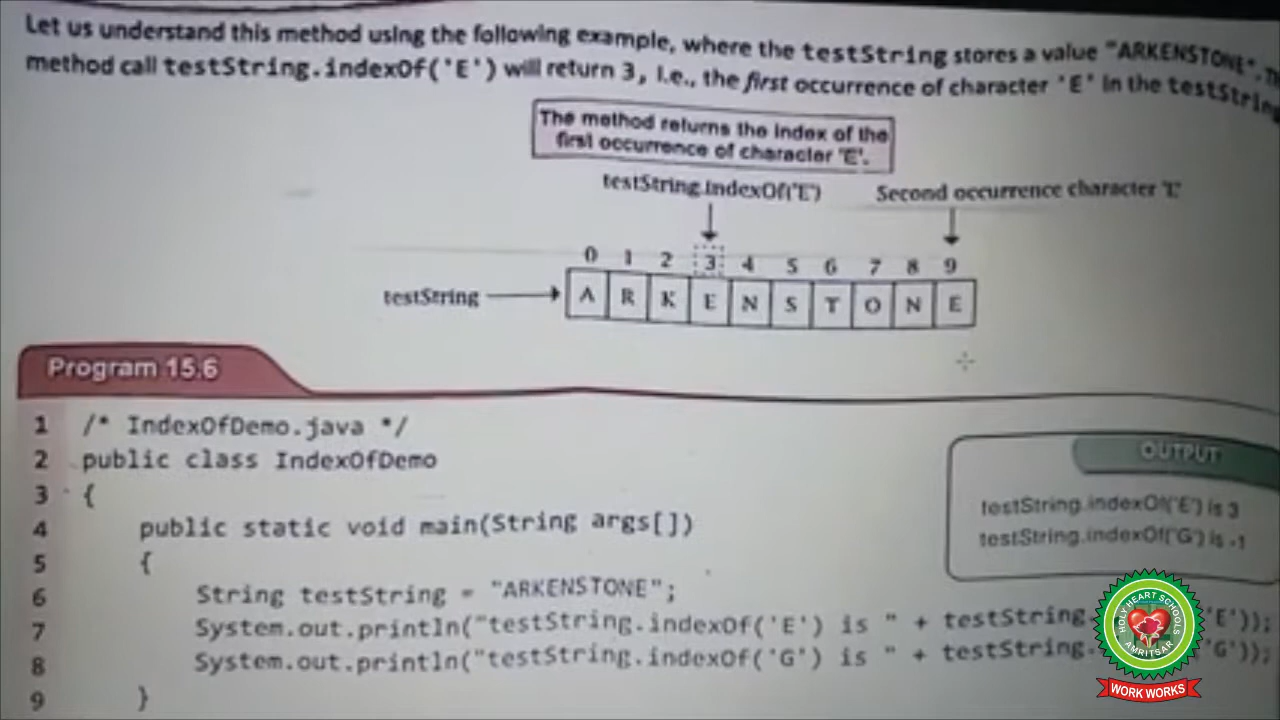 Let us understand this method using the following example, where the testString stores a value "ARKENSTONE".
method call testString.indexOf('E') will return 3, i.e., the first occurrence of character 'E' in the testString
The method returns the index of the
first occurrence of character 'E'.
testString.indexOf('E')
Second occurrence character 'E'
0 1 2 3 4 5 6 7 8 9
testString
A R K E N S T O N E
Program 15.6
1 /* IndexOfDemo.java */
2 public class IndexOfDemo
3 {
4 public static void main(String args[])
5 {
6 String testString = "ARKENSTONE";
7 System.out.println("testString.indexOf('E') is " + testString. 'E'));
8 System.out.println("testString.indexOf('G') is " + testString. 'G'));
9 }
OUTPUT
testString.indexOf('E') is 3
testString.indexOf('G') is -1
HOLY HEART SCHOOLS
AMRITSAR
WORK WORKS